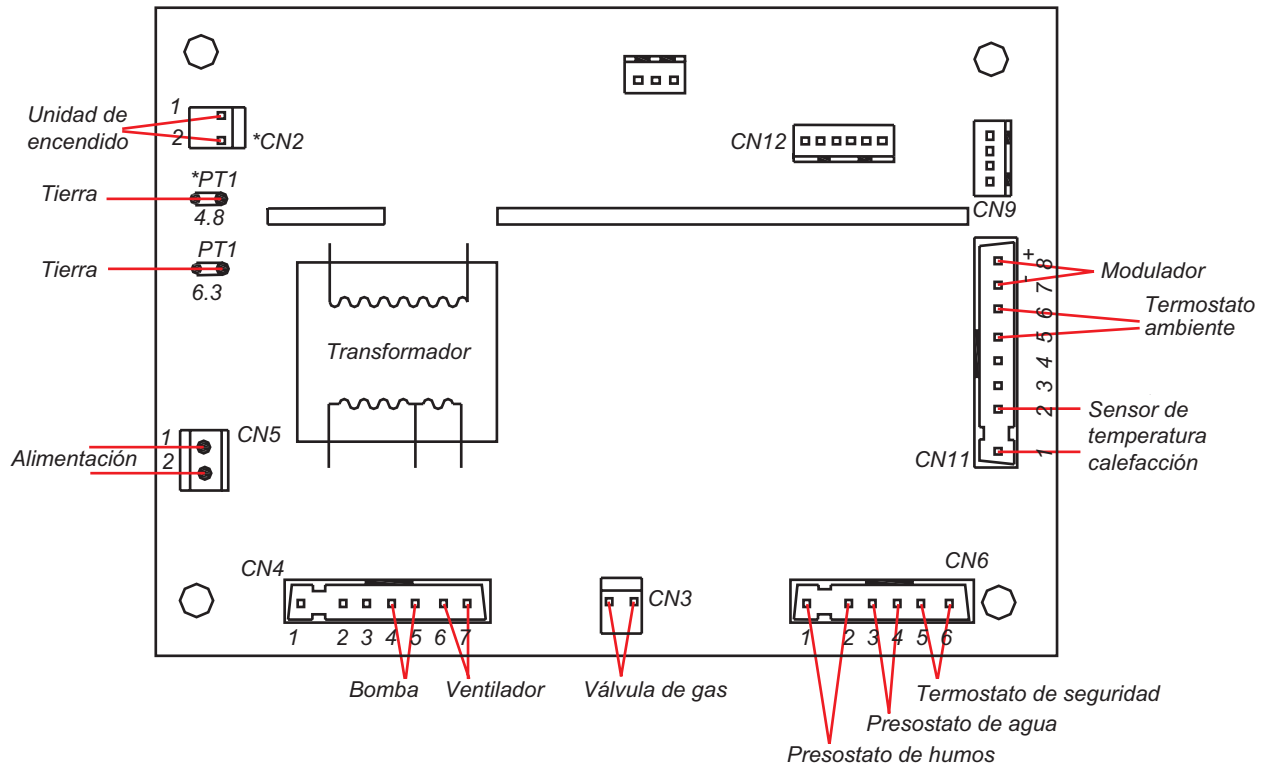 Unidad de
encendido
1
2
*CN2
Tierra
*PT1
4.8
Tierra
PT1
6.3
Transformador
CN12
CN9
+
-
8
7
6
5
4
3
2
1
Modulador
Termostato
ambiente
Sensor de
temperatura
calefacción
CN11
CN5
1
2
Alimentación
CN4
1 2 3 4 5 6 7
Bomba
Ventilador
CN3
Válvula de gas
CN6
1 2 3 4 5 6
Termostato de seguridad
Presostato de agua
Presostato de humos